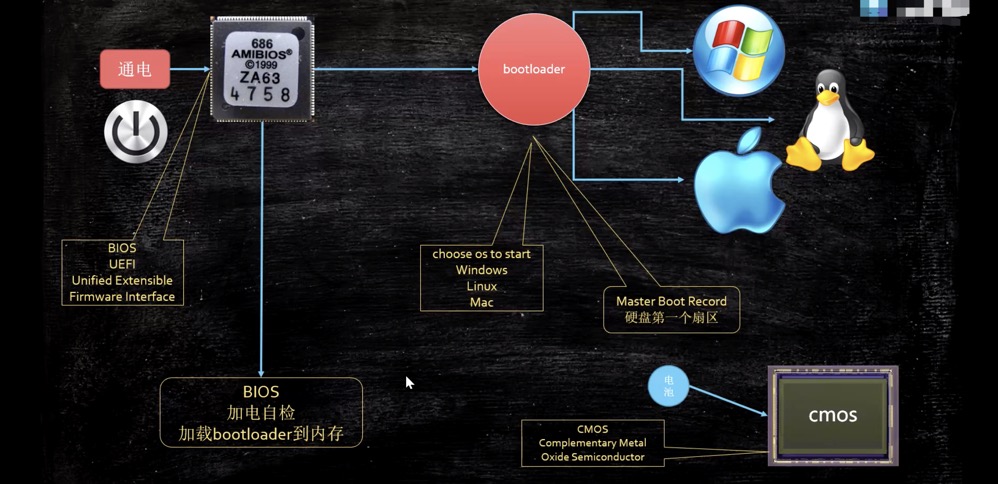 通电
686
AMIBIOS®
©1999
ZA63
4758
bootloader
BIOS
UEFI
Unified Extensible
Firmware Interface
choose os to start
Windows
Linux
Mac
Master Boot Record
硬盘第一个扇区
BIOS
加电自检
加载bootloader到内存
电
池
cmos
CMOS
Complementary Metal
Oxide Semiconductor